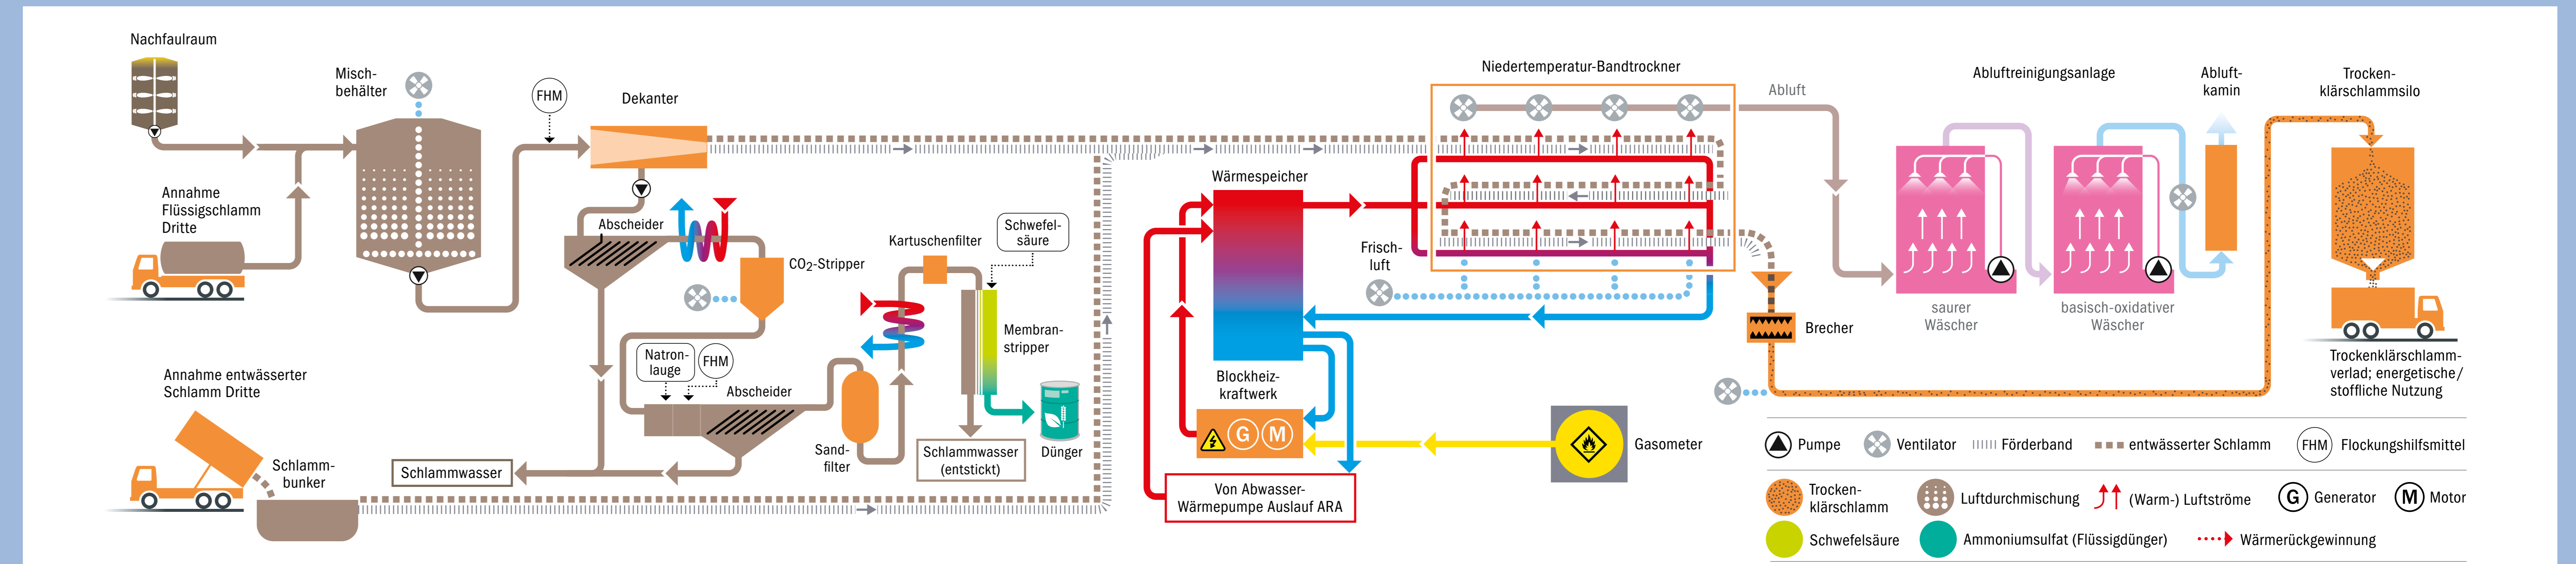 Nachfaulraum
Misch-
behälter
FHM
Dekanter
Annahme
Flüssigschlamm
Dritte
Abscheider
CO2-Stripper
Kartuschenfilter
Schwefel-
säure
Membran-
stripper
Natron-
lauge
FHM
Abscheider
Sand-
filter
Schlammwasser
Schlammwasser
(entstickt)
Dünger
Annahme entwässerter
Schlamm Dritte
Schlamm-
bunker
Wärmespeicher
Blockheiz-
kraftwerk
G
M
Von Abwasser-
Wärmepumpe Auslauf ARA
Gasometer
Niedertemperatur-Bandtrockner
Frisch-
luft
Abluft
Brecher
Abluftreinigungsanlage
saurer
Wäscher
basisch-oxidativer
Wäscher
Abluft-
kamin
Trocken-
klärschlammsilo
Trockenklärschlamm-
verlad; energetische/
stoffliche Nutzung
Pumpe
Ventilator
Förderband
entwässerter Schlamm
FHM
Flockungshilfsmittel
Trocken-
klärschlamm
Luftdurchmischung
(Warm-) Luftströme
G
Generator
M
Motor
Schwefelsäure
Ammoniumsulfat (Flüssigdünger)
Wärmerückgewinnung